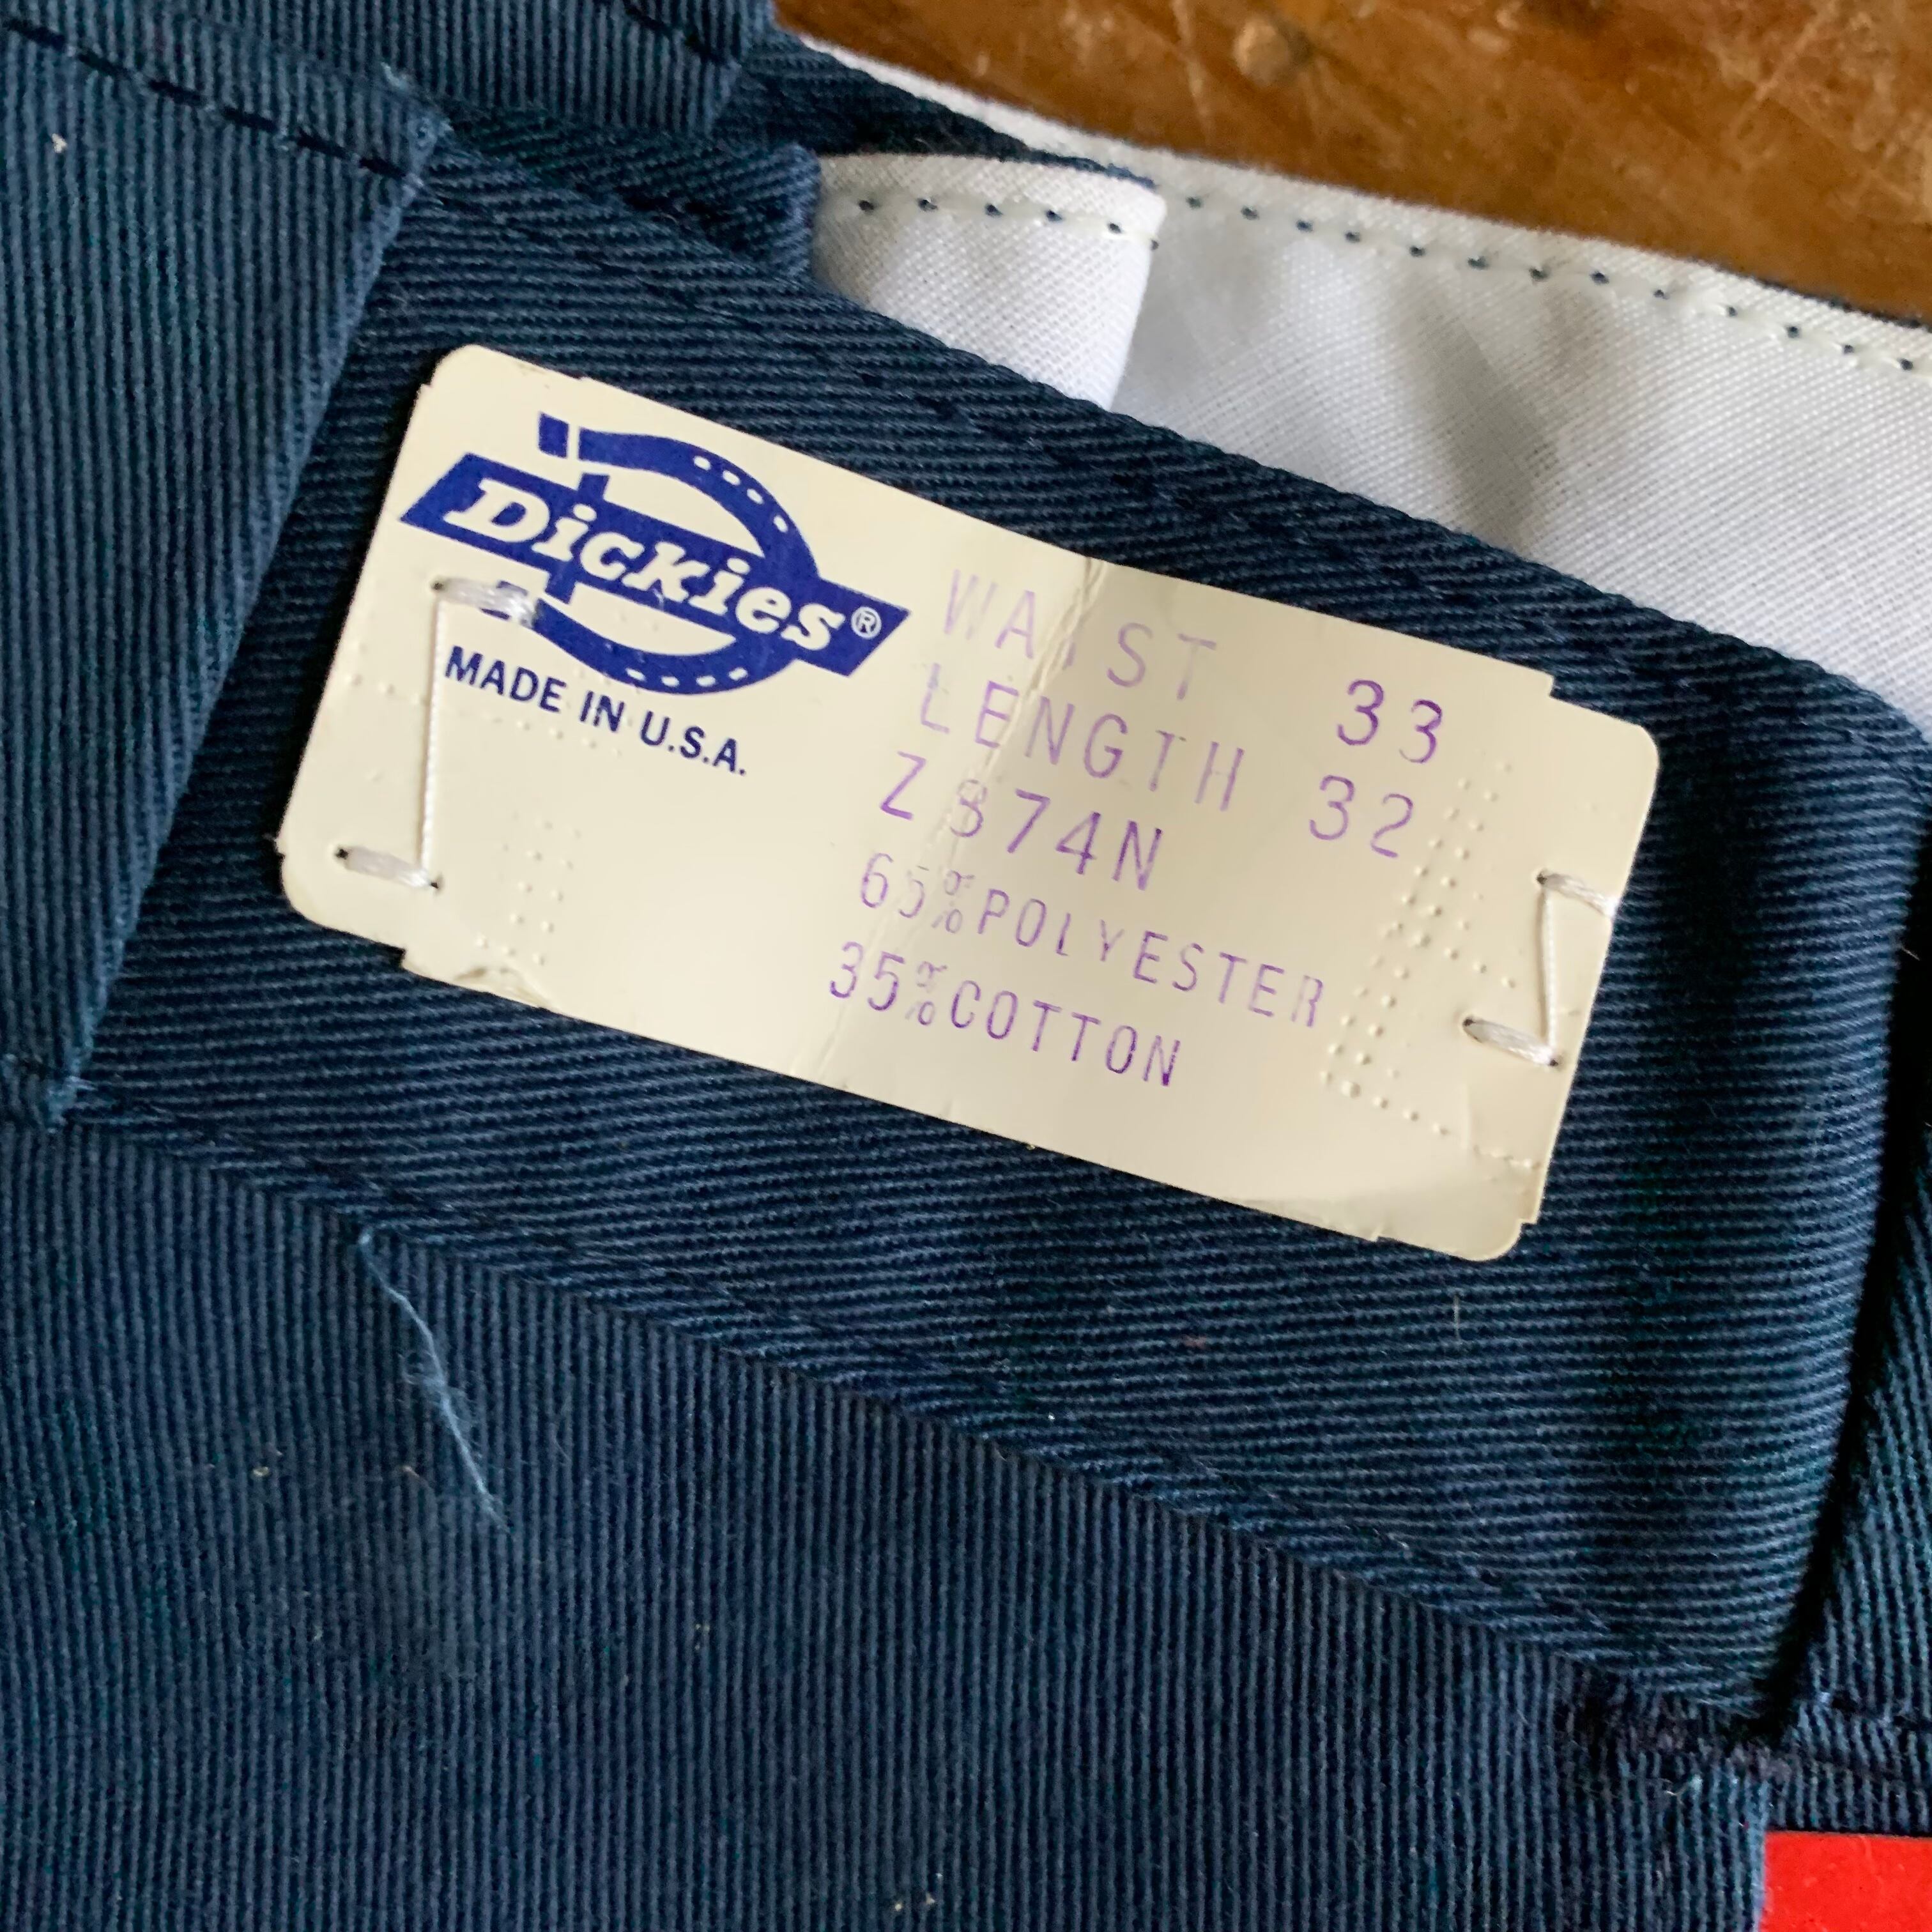 Dickies®
MADE IN U.S.A.
WAIST 33
LENGTH 32
Z874N
65%POLYESTER
35%COTTON